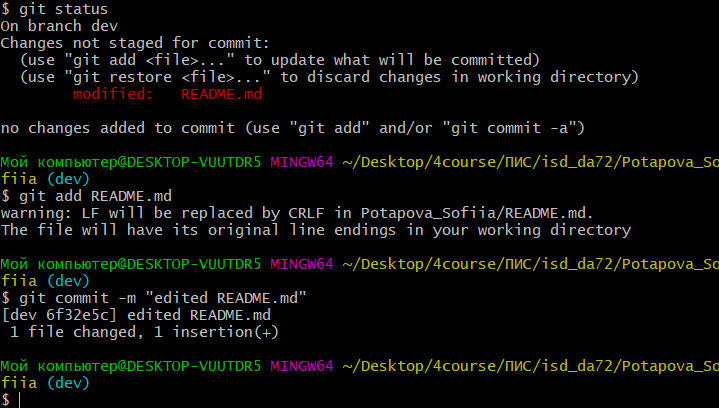 $ git status
On branch dev
Changes not staged for commit:
  (use "git add <file>..." to update what will be committed)
  (use "git restore <file>..." to discard changes in working directory)
        modified:   README.md

no changes added to commit (use "git add" and/or "git commit -a")

Мой компьютер@DESKTOP-VUUTDR5 MINGW64 ~/Desktop/4course/ПИС/isd_da72/Potapova_So
fiia (dev)
$ git add README.md
warning: LF will be replaced by CRLF in Potapova_Sofiia/README.md.
The file will have its original line endings in your working directory

Мой компьютер@DESKTOP-VUUTDR5 MINGW64 ~/Desktop/4course/ПИС/isd_da72/Potapova_So
fiia (dev)
$ git commit -m "edited README.md"
[dev 6f32e5c] edited README.md
 1 file changed, 1 insertion(+)

Мой компьютер@DESKTOP-VUUTDR5 MINGW64 ~/Desktop/4course/ПИС/isd_da72/Potapova_So
fiia (dev)
$